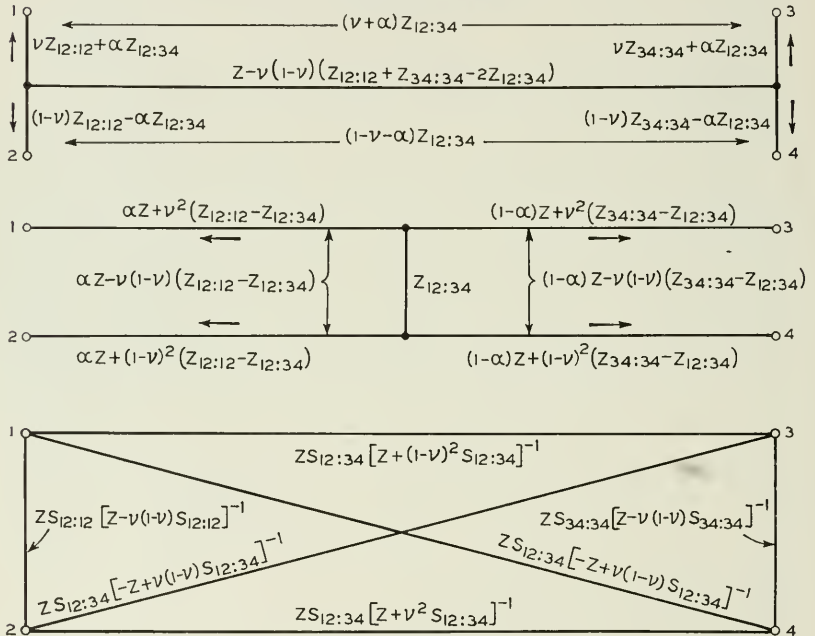 1 (ν+α)Z₁₂:₃₄ 3
νZ₁₂:₁₂+αZ₁₂:₃₄ νZ₃₄:₃₄+αZ₁₂:₃₄
Z-ν(1-ν)(Z₁₂:₁₂+Z₃₄:₃₄-2Z₁₂:₃₄)
(1-ν)Z₁₂:₁₂-αZ₁₂:₃₄ (1-ν)Z₃₄:₃₄-αZ₁₂:₃₄
2 (1-ν-α)Z₁₂:₃₄ 4
αZ+ν²(Z₁₂:₁₂-Z₁₂:₃₄) (1-α)Z+ν²(Z₃₄:₃₄-Z₁₂:₃₄)
1 3
αZ-ν(1-ν)(Z₁₂:₁₂-Z₁₂:₃₄) Z₁₂:₃₄ (1-α)Z-ν(1-ν)(Z₃₄:₃₄-Z₁₂:₃₄)
2 4
αZ+(1-ν)²(Z₁₂:₁₂-Z₁₂:₃₄) (1-α)Z+(1-ν)²(Z₃₄:₃₄-Z₁₂:₃₄)
1 3
ZS₁₂:₃₄[Z+(1-ν)²S₁₂:₃₄]⁻¹
ZS₁₂:₁₂[Z-ν(1-ν)S₁₂:₁₂]⁻¹ ZS₃₄:₃₄[Z-ν(1-ν)S₃₄:₃₄]⁻¹
ZS₁₂:₃₄[-Z+ν(1-ν)S₁₂:₃₄]⁻¹ ZS₁₂:₃₄[-Z+ν(1-ν)S₁₂:₃₄]⁻¹
2 ZS₁₂:₃₄[Z+ν²S₁₂:₃₄]⁻¹ 4